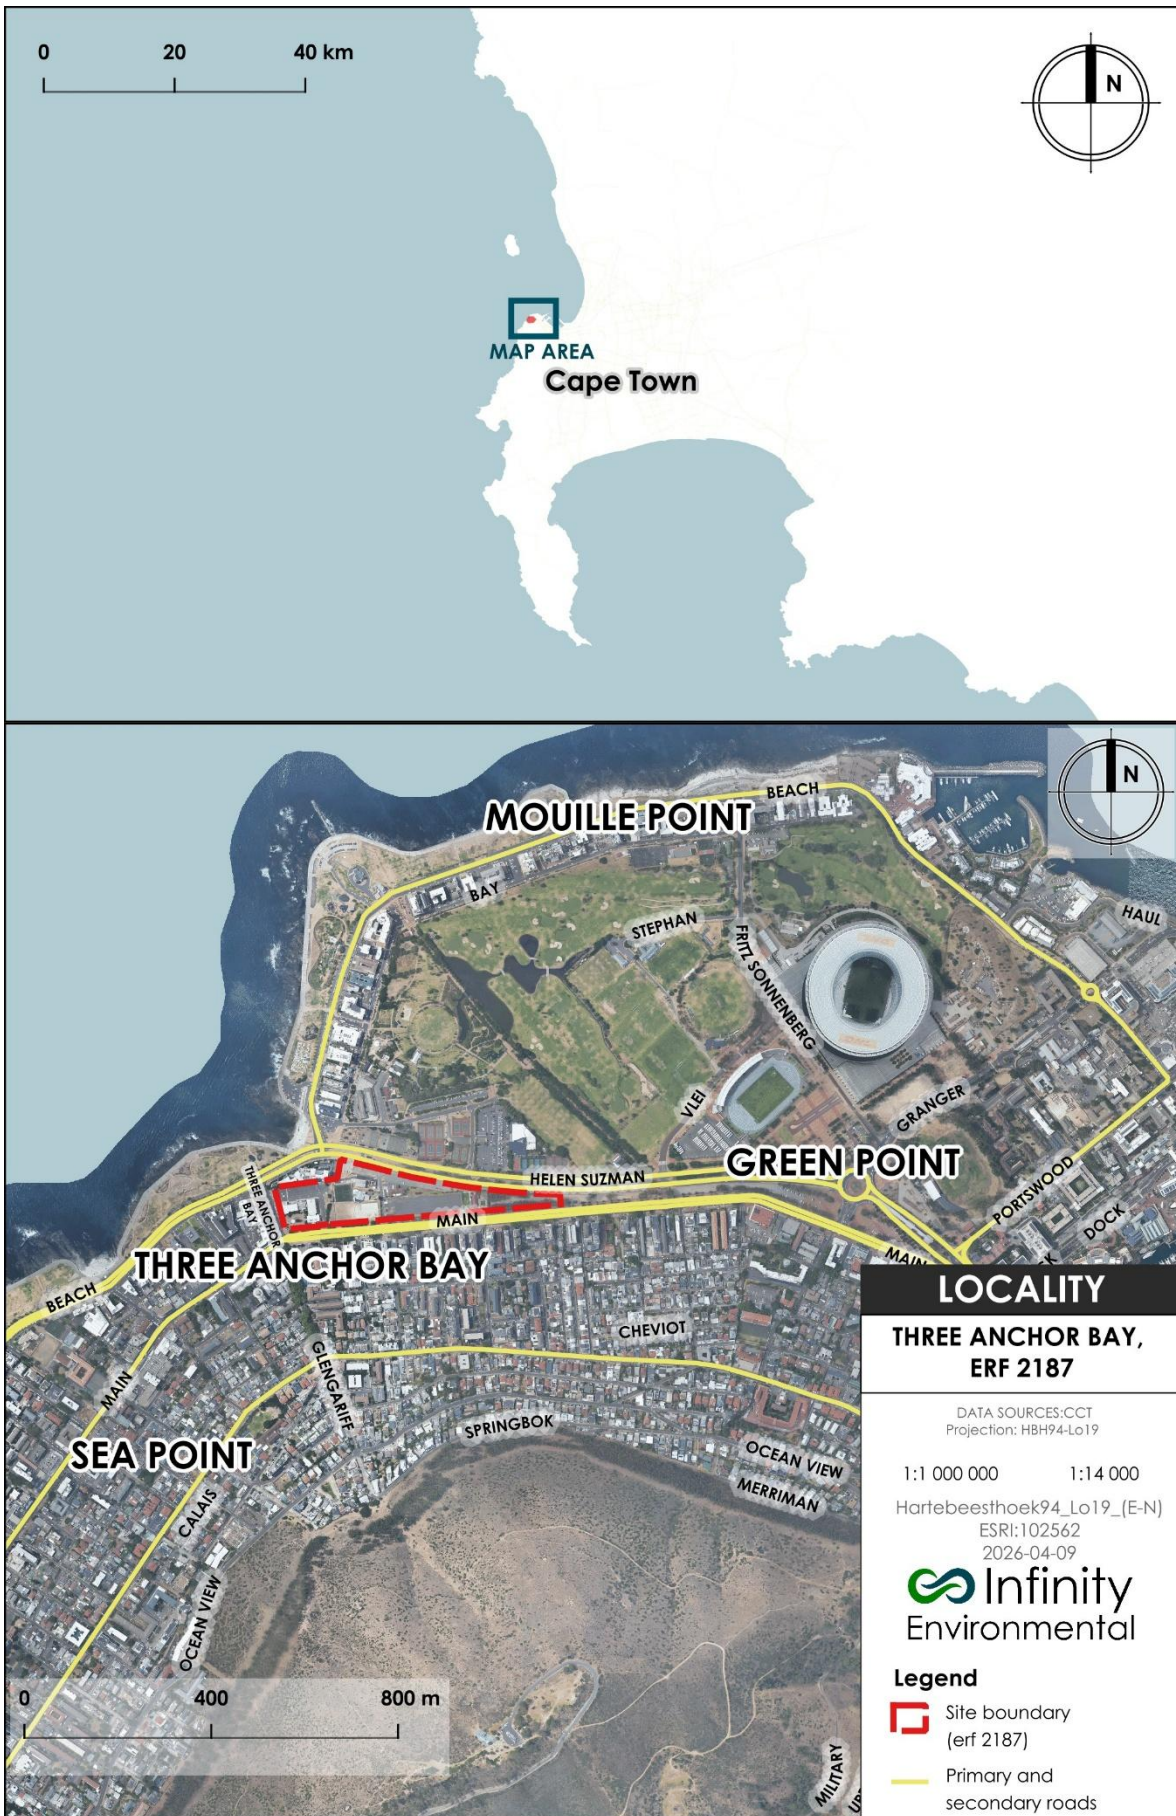 0 20 40 km
N
MAP AREA
Cape Town
N
BEACH
MOUILLE POINT
BAY
HAUL
STEPHAN
FRITZ SONNENBERG
VLEI
GRANGER
GREEN POINT
HELEN SUZMAN
THREE ANCHOR
BAY
PORTSWOOD
DOCK
MAIN
MAIN
THREE ANCHOR BAY
BEACH
CHEVIOT
GLENGARIFF
MAIN
SPRINGBOK
SEA POINT
OCEAN VIEW
MERRIMAN
CALAIS
OCEAN VIEW
0 400 800 m
MILITARY
LOCALITY
THREE ANCHOR BAY,
ERF 2187
DATA SOURCES:CCT
Projection: HBH94-Lo19
1:1 000 000 1:14 000
Hartebeesthoek94_Lo19_(E-N)
ESRI:102562
2026-04-09
Infinity
Environmental
Legend
Site boundary
(erf 2187)
Primary and
secondary roads